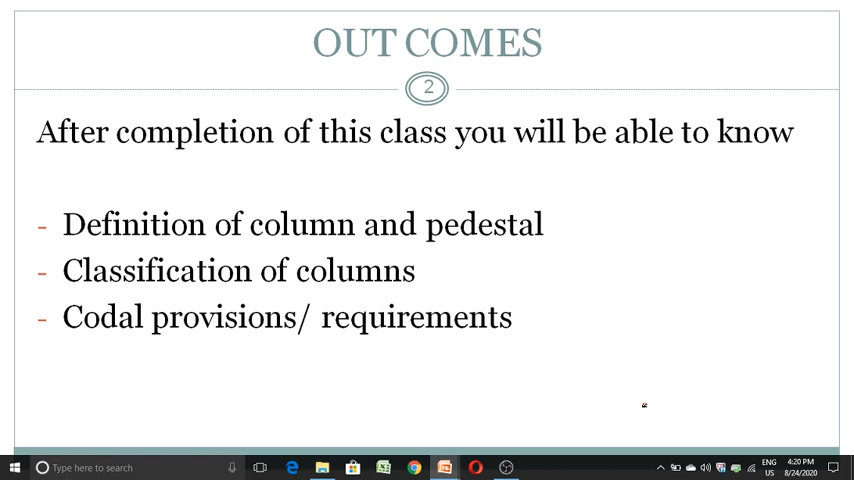 OUT COMES
2
After completion of this class you will be able to know
- Definition of column and pedestal
- Classification of columns
- Codal provisions/ requirements
Type here to search
ENG
US
4:20 PM
8/24/2020